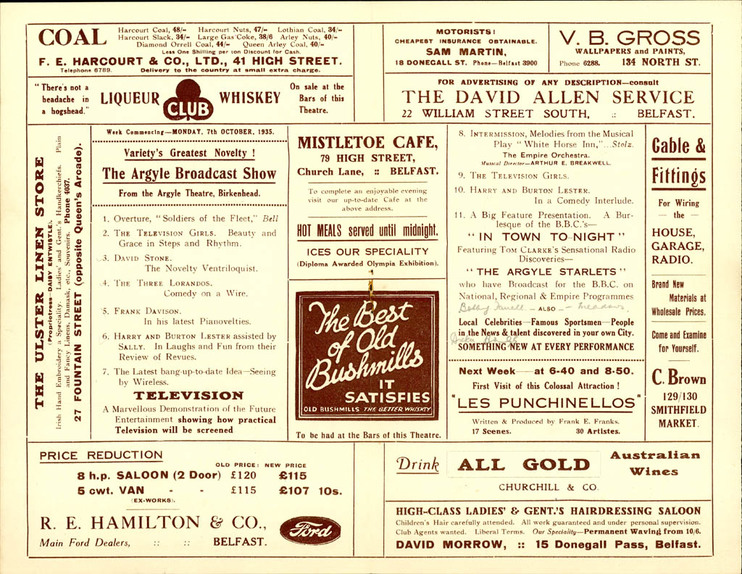 COAL
Harcourt Coal, 48/- Harcourt Nuts, 47/- Lothian Coal, 34/-
Harcourt Slack, 34/- Large Gas Coke, 38/6 Arley Nuts, 40/-
Diamond Orrell Coal, 44/- Queen Arley Coal, 40/-
Less One Shilling per ton Discount for Cash.
F. E. HARCOURT & CO., LTD., 41 HIGH STREET.
Telephone 6789. Delivery to the country at small extra charge.
"There's not a
headache in
a hogshead."
LIQUEUR CLUB WHISKEY
On sale at the
Bars of this
Theatre.
MOTORISTS!
CHEAPEST INSURANCE OBTAINABLE.
SAM MARTIN,
18 DONEGALL ST. Phone—Belfast 3900
V. B. GROSS
WALLPAPERS and PAINTS,
Phone 6288. 134 NORTH ST.
FOR ADVERTISING OF ANY DESCRIPTION—consult
THE DAVID ALLEN SERVICE
22 WILLIAM STREET SOUTH, :: BELFAST.
THE ULSTER LINEN STORE
(Proprietress—DAISY ENTWISTLE).
Irish Hand Embroidery a Speciality. Ladies' and Gent.'s Handkerchiefs. Plain
and Fancy Linens, Damask, etc., Souvenirs. Phone 6937.
27 FOUNTAIN STREET (opposite Queen's Arcade).
Week Commencing—MONDAY, 7th OCTOBER, 1935.
Variety's Greatest Novelty !
The Argyle Broadcast Show
From the Argyle Theatre, Birkenhead.
1. Overture, "Soldiers of the Fleet," Bell
2. THE TELEVISION GIRLS. Beauty and
Grace in Steps and Rhythm.
3. DAVID STONE.
The Novelty Ventriloquist.
4. THE THREE LORANDOS.
Comedy on a Wire.
5. FRANK DAVISON.
In his latest Pianovelties.
6. HARRY AND BURTON LESTER assisted by
SALLY. In Laughs and Fun from their
Review of Revues.
7. The Latest bang-up-to-date Idea—Seeing
by Wireless.
TELEVISION
A Marvellous Demonstration of the Future
Entertainment showing how practical
Television will be screened
MISTLETOE CAFE,
79 HIGH STREET,
Church Lane, :: BELFAST.
To complete an enjoyable evening
visit our up-to-date Cafe at the
above address.
HOT MEALS served until midnight.
ICES OUR SPECIALITY
(Diploma Awarded Olympia Exhibition).
The Best
of Old
Bushmills
IT
SATISFIES
OLD BUSHMILLS THE BETTER WHISKY
To be had at the Bars of this Theatre.
8. INTERMISSION, Melodies from the Musical
Play "White Horse Inn,"...Stolz.
The Empire Orchestra.
Musical Director—ARTHUR E. BREAKWELL.
9. THE TELEVISION GIRLS.
10. HARRY AND BURTON LESTER.
In a Comedy Interlude.
11. A Big Feature Presentation. A Bur-
lesque of the B.B.C.'s—
"IN TOWN TO-NIGHT"
Featuring TOM CLARKE'S Sensational Radio
Discoveries—
"THE ARGYLE STARLETS"
who have Broadcast for the B.B.C. on
National, Regional & Empire Programmes
— ALSO —
Local Celebrities—Famous Sportsmen—People
in the News & talent discovered in your own City.
SOMETHING NEW AT EVERY PERFORMANCE
Next Week — at 6-40 and 8-50.
First Visit of this Colossal Attraction !
"LES PUNCHINELLOS"
Written & Produced by Frank E. Franks.
17 Scenes. 30 Artistes.
Cable &
Fittings
For Wiring
— the —
HOUSE,
GARAGE,
RADIO.
Brand New
Materials at
Wholesale Prices.
Come and Examine
for Yourself.
C. Brown
129/130
SMITHFIELD
MARKET.
PRICE REDUCTION
OLD PRICE: NEW PRICE
8 h.p. SALOON (2 Door) £120 £115
5 cwt. VAN - - £115 £107 10s.
(EX-WORKS).
R. E. HAMILTON & CO.,
Main Ford Dealers, :: :: BELFAST.
Ford
Drink ALL GOLD Australian
Wines
CHURCHILL & CO.
HIGH-CLASS LADIES' & GENT.'S HAIRDRESSING SALOON
Children's Hair carefully attended. All work guaranteed and under personal supervision.
Club Agents wanted. Liberal Terms. Our Speciality—Permanent Waving from 10/6.
DAVID MORROW, :: 15 Donegall Pass, Belfast.